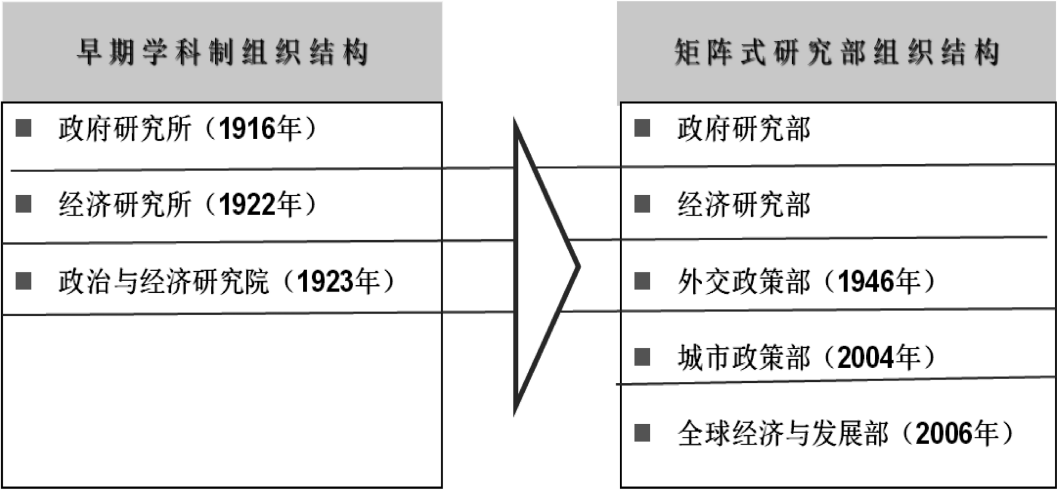 早期学科制组织结构
政府研究所（1916年）
经济研究所（1922年）
政治与经济研究院（1923年）
矩阵式研究部组织结构
政府研究部
经济研究部
外交政策部（1946年）
城市政策部（2004年）
全球经济与发展部（2006年）